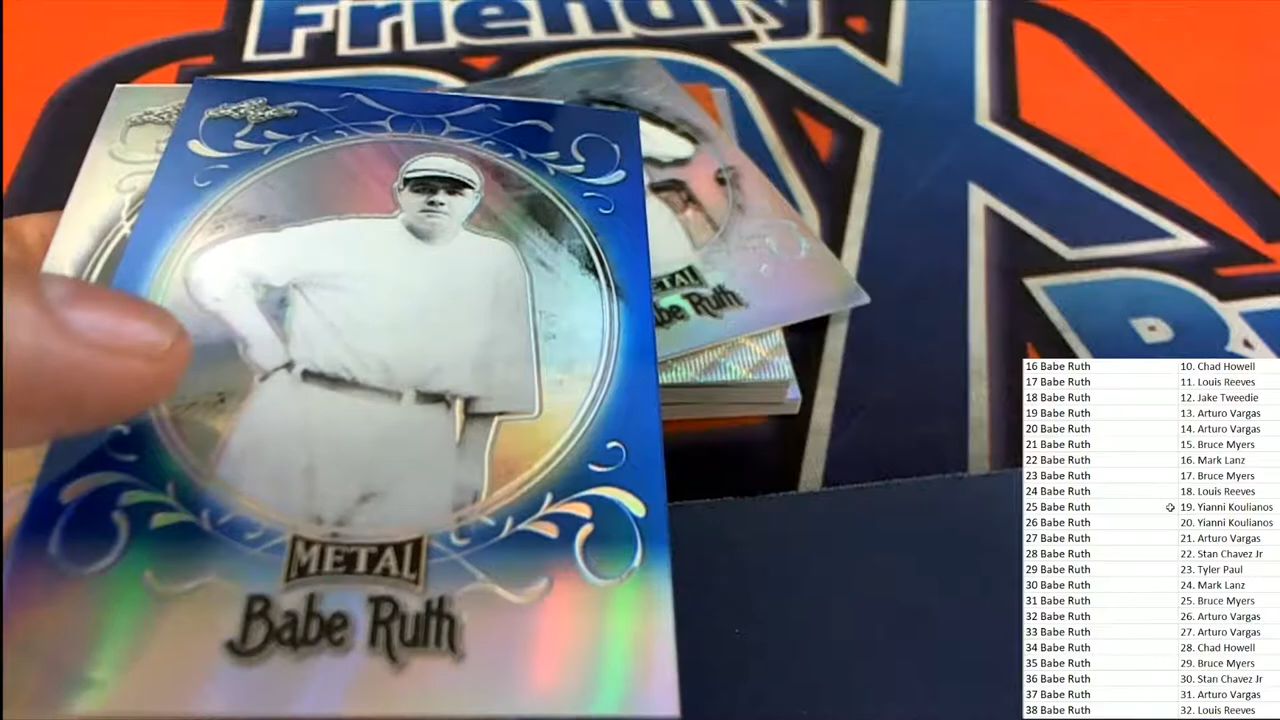 Friendly
BOX
METAL
Babe Ruth
16 Babe Ruth 10. Chad Howell
17 Babe Ruth 11. Louis Reeves
18 Babe Ruth 12. Jake Tweedie
19 Babe Ruth 13. Arturo Vargas
20 Babe Ruth 14. Arturo Vargas
21 Babe Ruth 15. Bruce Myers
22 Babe Ruth 16. Mark Lanz
23 Babe Ruth 17. Bruce Myers
24 Babe Ruth 18. Louis Reeves
25 Babe Ruth 19. Yianni Koulianos
26 Babe Ruth 20. Yianni Koulianos
27 Babe Ruth 21. Arturo Vargas
28 Babe Ruth 22. Stan Chavez Jr
29 Babe Ruth 23. Tyler Paul
30 Babe Ruth 24. Mark Lanz
31 Babe Ruth 25. Bruce Myers
32 Babe Ruth 26. Arturo Vargas
33 Babe Ruth 27. Arturo Vargas
34 Babe Ruth 28. Chad Howell
35 Babe Ruth 29. Bruce Myers
36 Babe Ruth 30. Stan Chavez Jr
37 Babe Ruth 31. Arturo Vargas
38 Babe Ruth 32. Louis Reeves
METAL
Babe Ruth